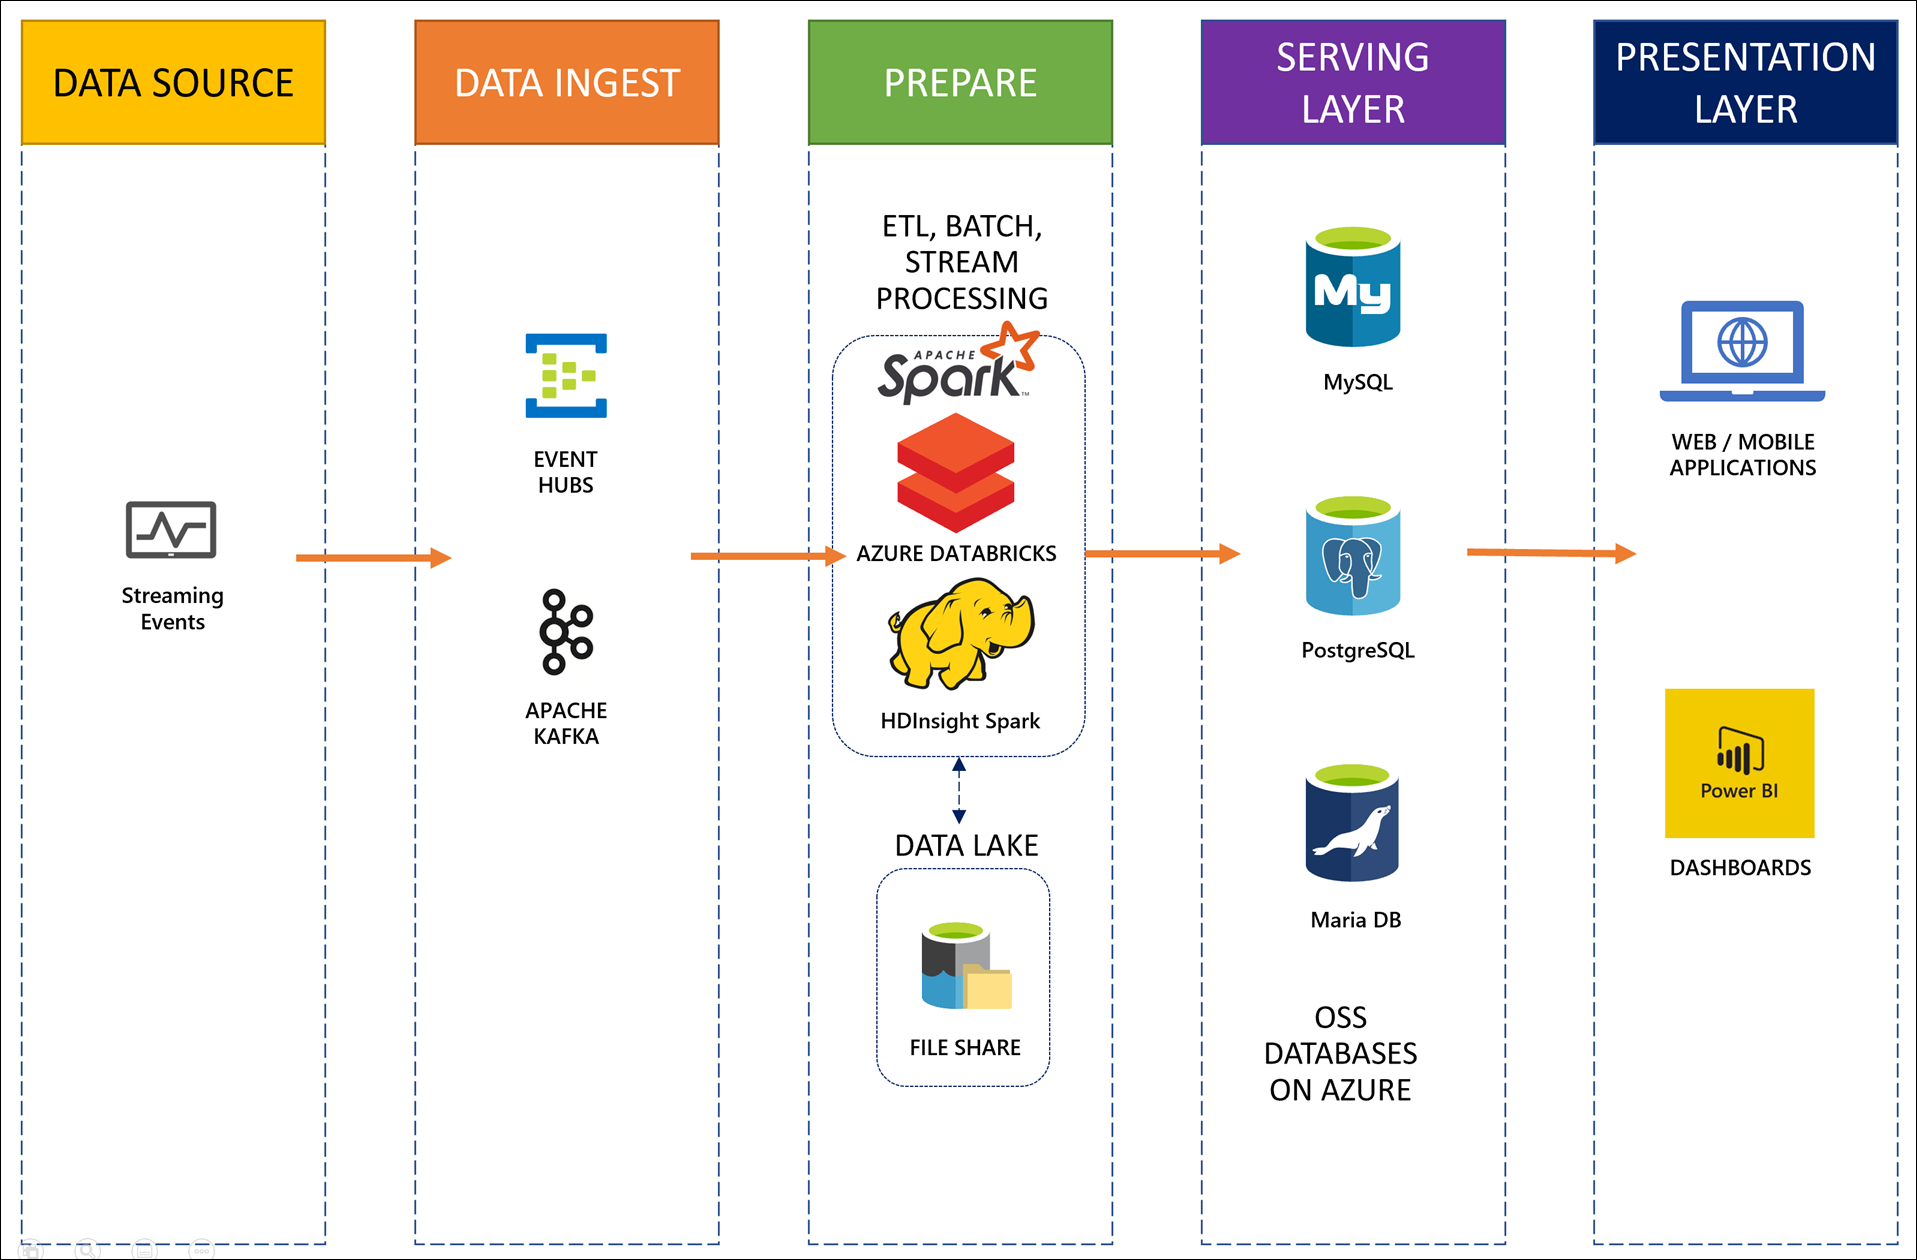 DATA SOURCE
DATA INGEST
PREPARE
SERVING
LAYER
PRESENTATION
LAYER
Streaming
Events
EVENT
HUBS
APACHE
KAFKA
ETL, BATCH,
STREAM
PROCESSING
APACHE
Spark™
AZURE DATABRICKS
HDInsight Spark
DATA LAKE
FILE SHARE
My
MySQL
PostgreSQL
Maria DB
OSS
DATABASES
ON AZURE
WEB / MOBILE
APPLICATIONS
Power BI
DASHBOARDS